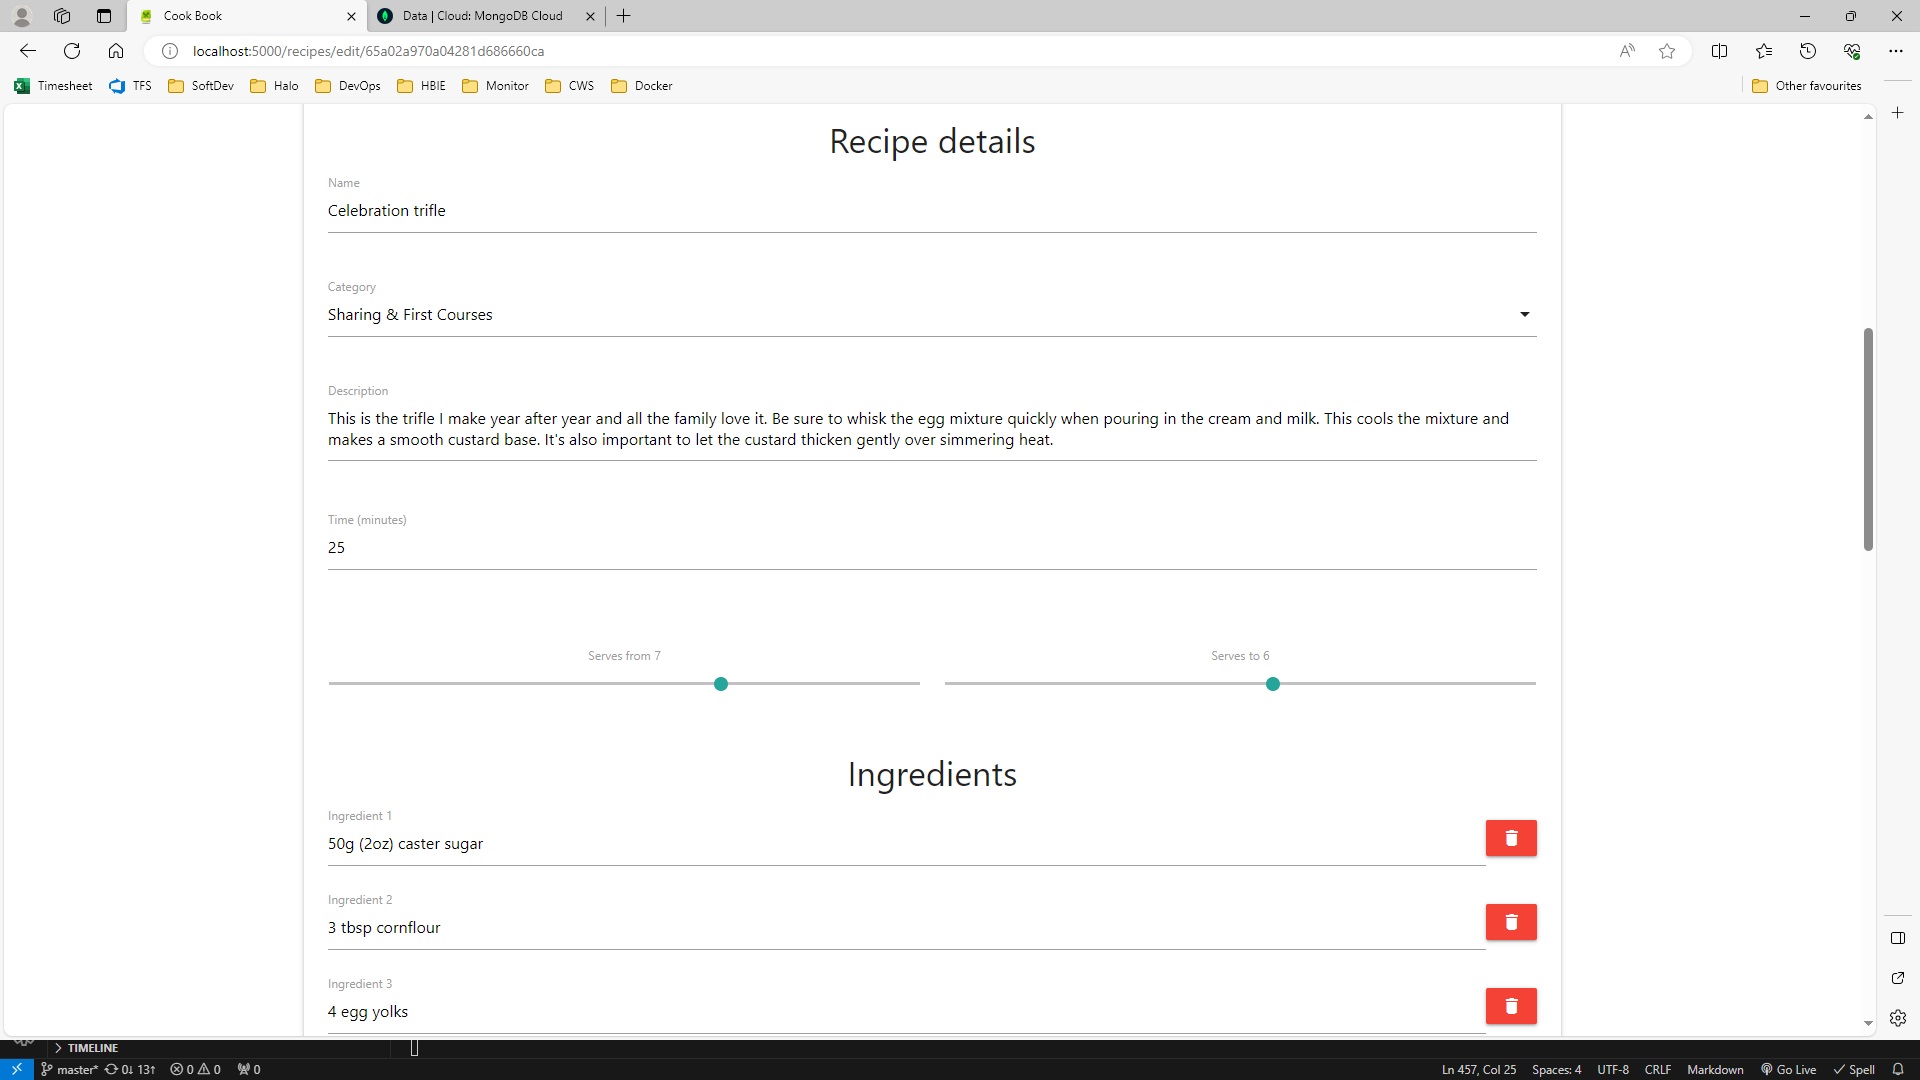 Cook Book
Data | Cloud: MongoDB Cloud
localhost:5000/recipes/edit/65a02a970a04281d686660ca
Timesheet
TFS
SoftDev
Halo
DevOps
HBIE
Monitor
CWS
Docker
Other favourites
Recipe details
Name
Celebration trifle
Category
Sharing & First Courses
Description
This is the trifle I make year after year and all the family love it. Be sure to whisk the egg mixture quickly when pouring in the cream and milk. This cools the mixture and
makes a smooth custard base. It's also important to let the custard thicken gently over simmering heat.
Time (minutes)
25
Serves from 7
Serves to 6
Ingredients
Ingredient 1
50g (2oz) caster sugar
Ingredient 2
3 tbsp cornflour
Ingredient 3
4 egg yolks
TIMELINE
master* 0↓ 13↑ 0 0 0
Ln 457, Col 25 Spaces: 4 UTF-8 CRLF Markdown Go Live Spell